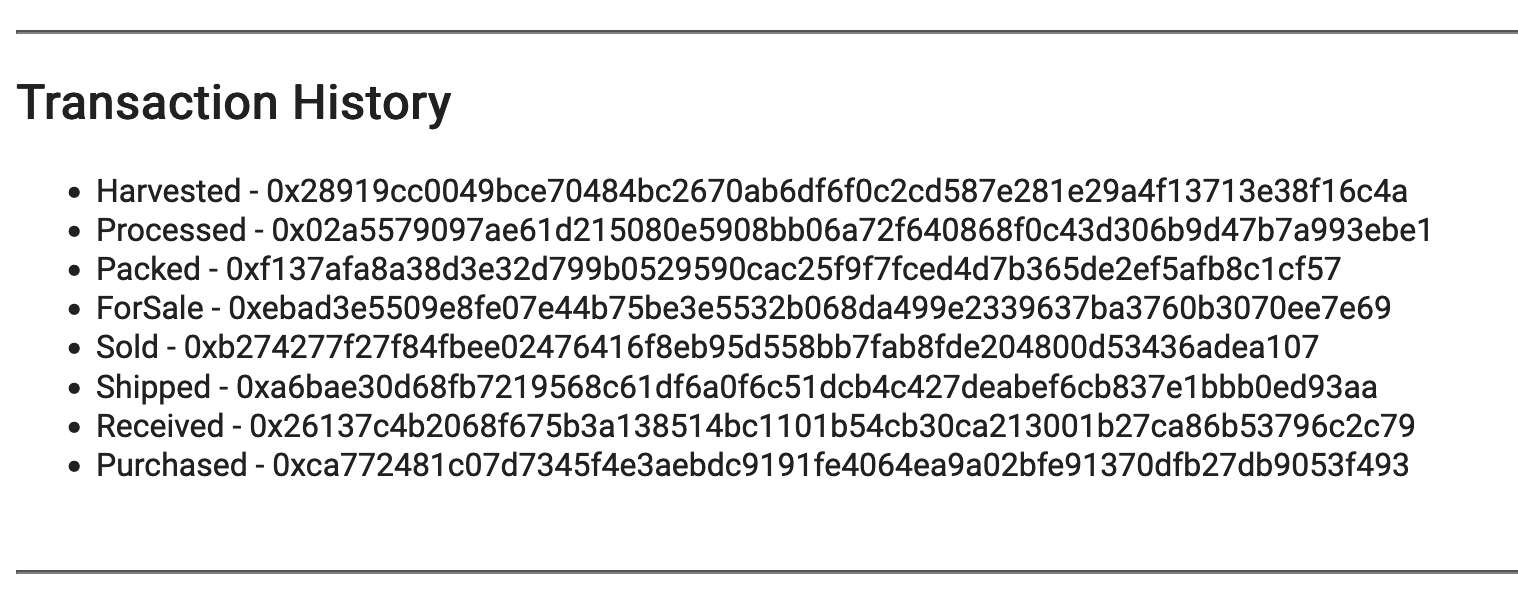 Transaction History
• Harvested - 0x28919cc0049bce70484bc2670ab6df6f0c2cd587e281e29a4f13713e38f16c4a
• Processed - 0x02a5579097ae61d215080e5908bb06a72f640868f0c43d306b9d47b7a993ebe1
• Packed - 0xf137afa8a38d3e32d799b0529590cac25f9f7fced4d7b365de2ef5afb8c1cf57
• ForSale - 0xebad3e5509e8fe07e44b75be3e5532b068da499e2339637ba3760b3070ee7e69
• Sold - 0xb274277f27f84fbee02476416f8eb95d558bb7fab8fde204800d53436adea107
• Shipped - 0xa6bae30d68fb7219568c61df6a0f6c51dcb4c427deabef6cb837e1bbb0ed93aa
• Received - 0x26137c4b2068f675b3a138514bc1101b54cb30ca213001b27ca86b53796c2c79
• Purchased - 0xca772481c07d7345f4e3aebdc9191fe4064ea9a02bfe91370dfb27db9053f493